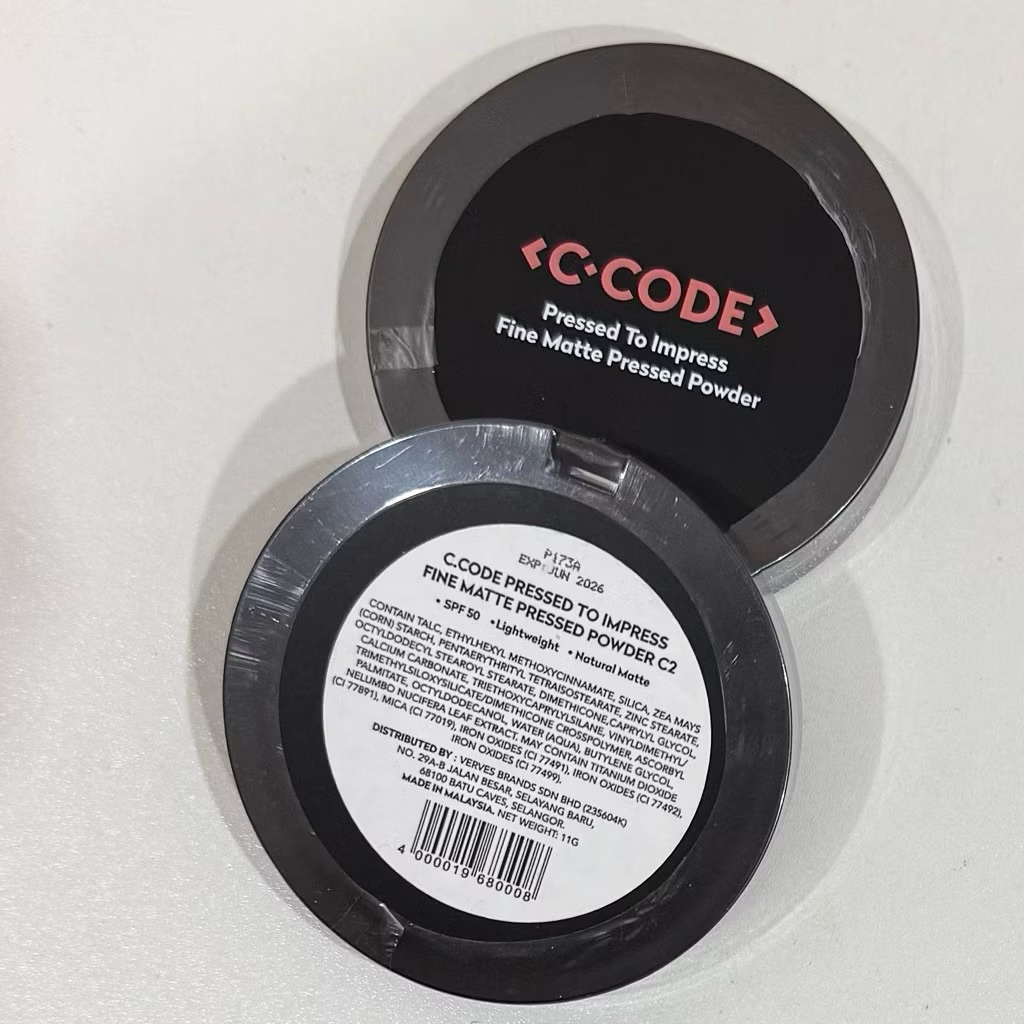 <C·CODE>
Pressed To Impress
Fine Matte Pressed Powder
P173A
EXP:JUN 2026
C.CODE PRESSED TO IMPRESS
FINE MATTE PRESSED POWDER C2
• SPF 50 •Lightweight • Natural Matte
CONTAIN TALC, ETHYLHEXYL METHOXYCINNAMATE, SILICA, ZEA MAYS
(CORN) STARCH, PENTAERYTHRITYL TETRAISOSTEARATE, ZINC STEARATE,
OCTYLDODECYL STEAROYL STEARATE, DIMETHICONE,CAPRYLYL GLYCOL,
CALCIUM CARBONATE, TRIETHOXYCAPRYLYLSILANE, VINYLDIMETHYL/
TRIMETHYLSILOXYSILICATE/DIMETHICONE CROSSPOLYMER, ASCORBYL
PALMITATE, OCTYLDODECANOL, WATER (AQUA), BUTYLENE GLYCOL,
NELUMBO NUCIFERA LEAF EXTRACT. MAY CONTAIN TITANIUM DIOXIDE
(CI 77891), MICA (CI 77019), IRON OXIDES (CI 77491), IRON OXIDES (CI 77492),
IRON OXIDES (CI 77499).
DISTRIBUTED BY : VERVES BRANDS SDN BHD (235604K)
NO. 29A-B JALAN BESAR, SELAYANG BARU,
68100 BATU CAVES, SELANGOR.
MADE IN MALAYSIA. NET WEIGHT: 11G
4 000019 680008